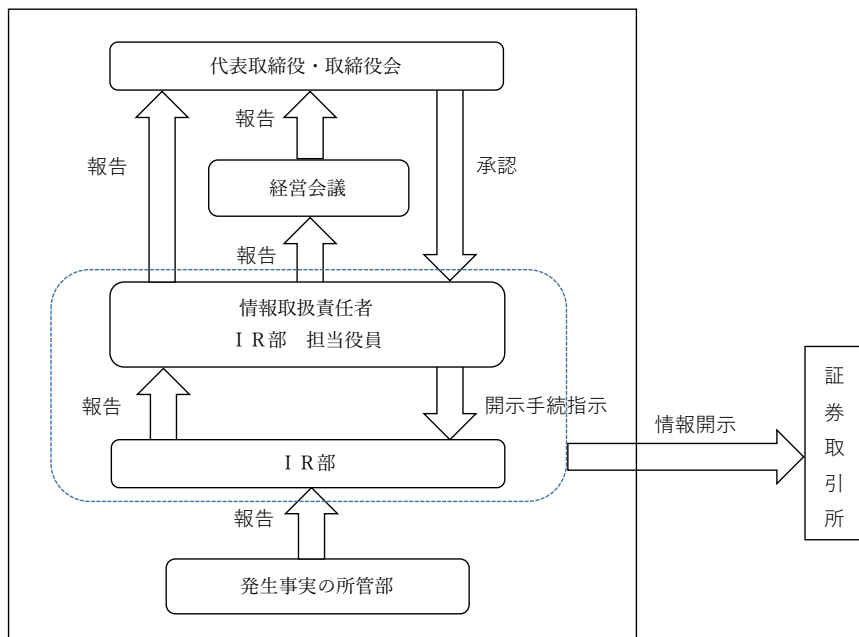 代表取締役・取締役会
報告
報告
承認
経営会議
報告
情報取扱責任者
ＩＲ部　担当役員
報告
開示手続指示
情報開示
証券取引所
ＩＲ部
報告
発生事実の所管部